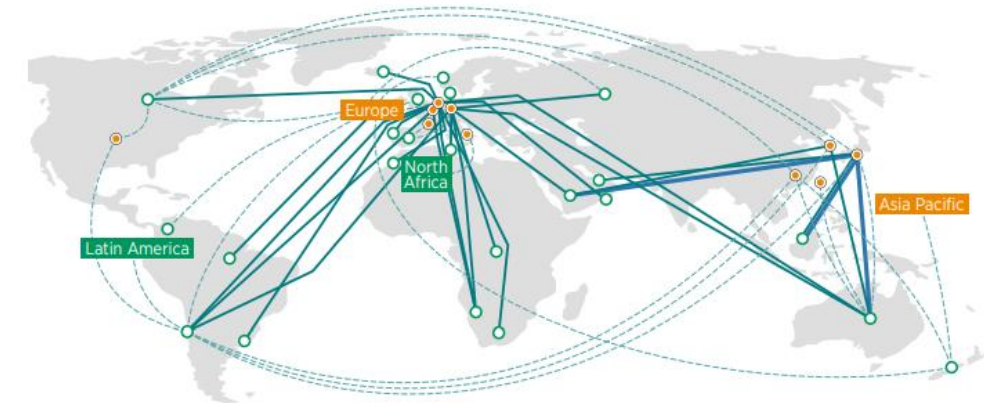 Europe
North
Africa
Asia Pacific
Latin America